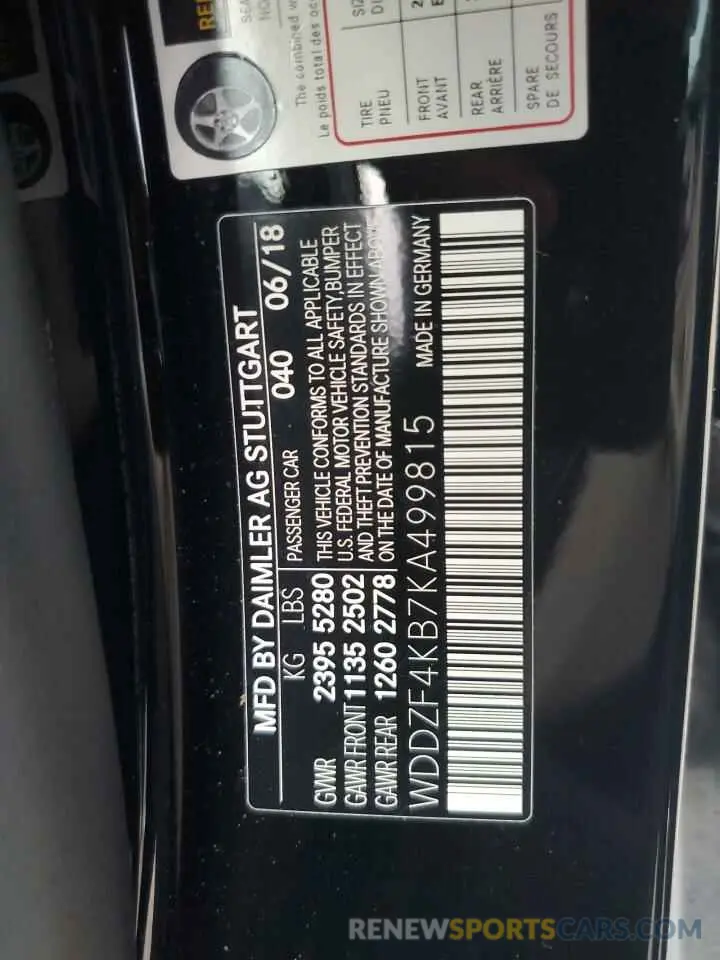 MFD BY DAIMLER AG STUTTGART
KG LBS PASSENGER CAR 040 06/18
GVWR 2395 5280
GAWR FRONT 1135 2502
GAWR REAR 1260 2778
THIS VEHICLE CONFORMS TO ALL APPLICABLE
U.S. FEDERAL MOTOR VEHICLE SAFETY,BUMPER
AND THEFT PREVENTION STANDARDS IN EFFECT
ON THE DATE OF MANUFACTURE SHOWN ABOVE
WDDZF4KB7KA499815 MADE IN GERMANY
The combined
Le poids total des
TIRE
PNEU
FRONT
AVANT
REAR
ARRIÈRE
SPARE
DE SECOURS
RENEWSPORTSCARS.COM